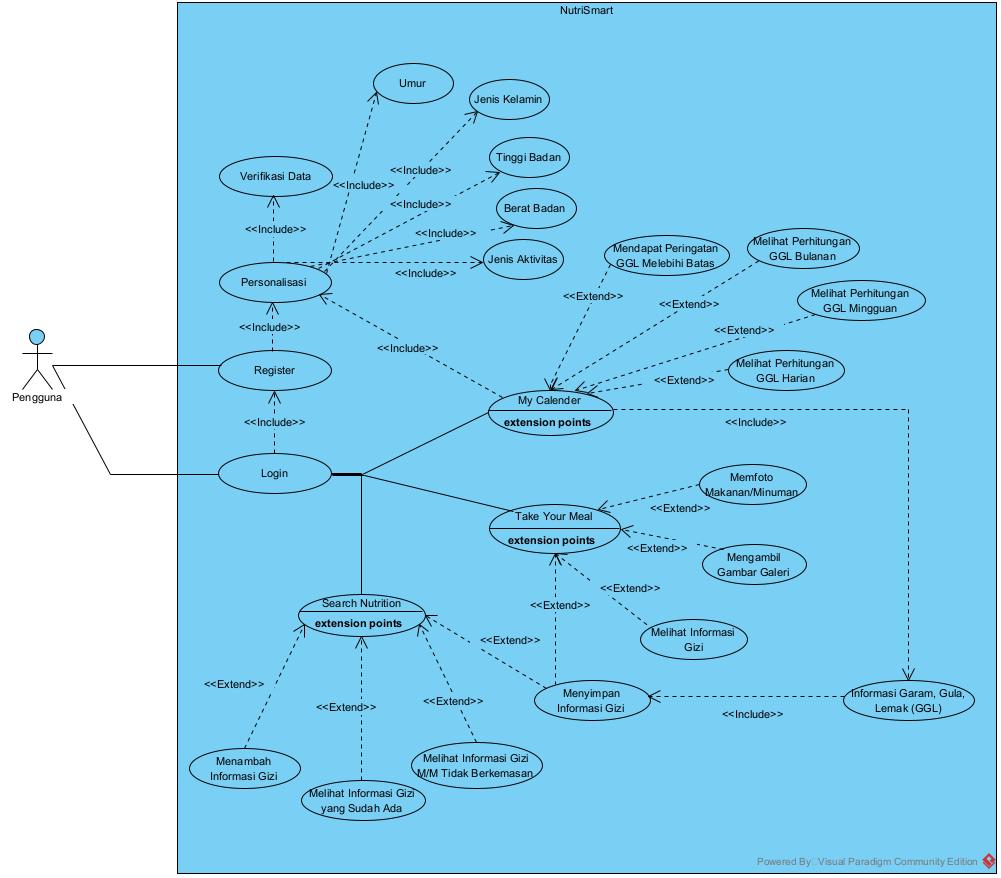 NutriSmart
Umur
Jenis Kelamin
Tinggi Badan
Verifikasi Data
<<Include>>
<<Include>>
<<Include>>
Berat Badan
<<Include>>
<<Include>>
Jenis Aktivitas
<<Include>>
Personalisasi
Mendapat Peringatan
GGL Melebihi Batas
Melihat Perhitungan
GGL Bulanan
Melihat Perhitungan
GGL Mingguan
<<Extend>>
<<Extend>>
<<Extend>>
<<Include>>
<<Include>>
Pengguna
Register
Melihat Perhitungan
GGL Harian
<<Extend>>
My Calender
extension points
<<Include>>
<<Include>>
Login
Memfoto
Makanan/Minuman
<<Extend>>
Take Your Meal
extension points
<<Extend>>
Mengambil
Gambar Galeri
<<Extend>>
<<Extend>>
Search Nutrition
extension points
<<Extend>>
Melihat Informasi
Gizi
<<Extend>>
<<Extend>>
<<Extend>>
Menyimpan
Informasi Gizi
<<Include>>
Informasi Garam, Gula,
Lemak (GGL)
Menambah
Informasi Gizi
Melihat Informasi Gizi
yang Sudah Ada
Melihat Informasi Gizi
M/M Tidak Berkemasan
Powered By Visual Paradigm Community Edition